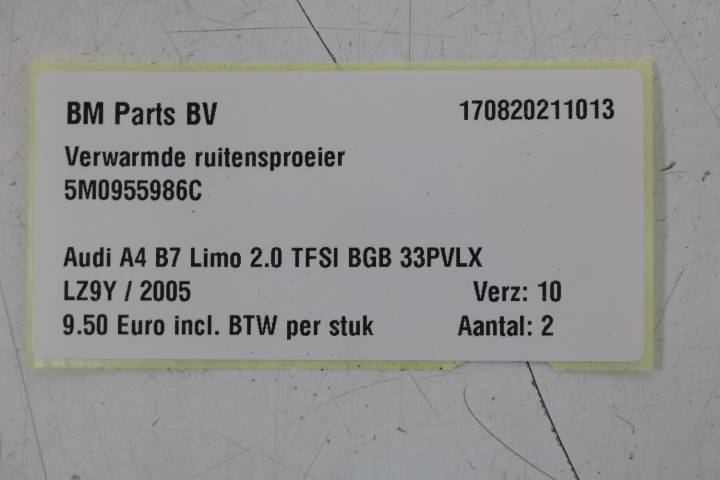 BM Parts BV 170820211013
Verwarmde ruitensproeier
5M0955986C
Audi A4 B7 Limo 2.0 TFSI BGB 33PVLX
LZ9Y / 2005 Verz: 10
9.50 Euro incl. BTW per stuk Aantal: 2